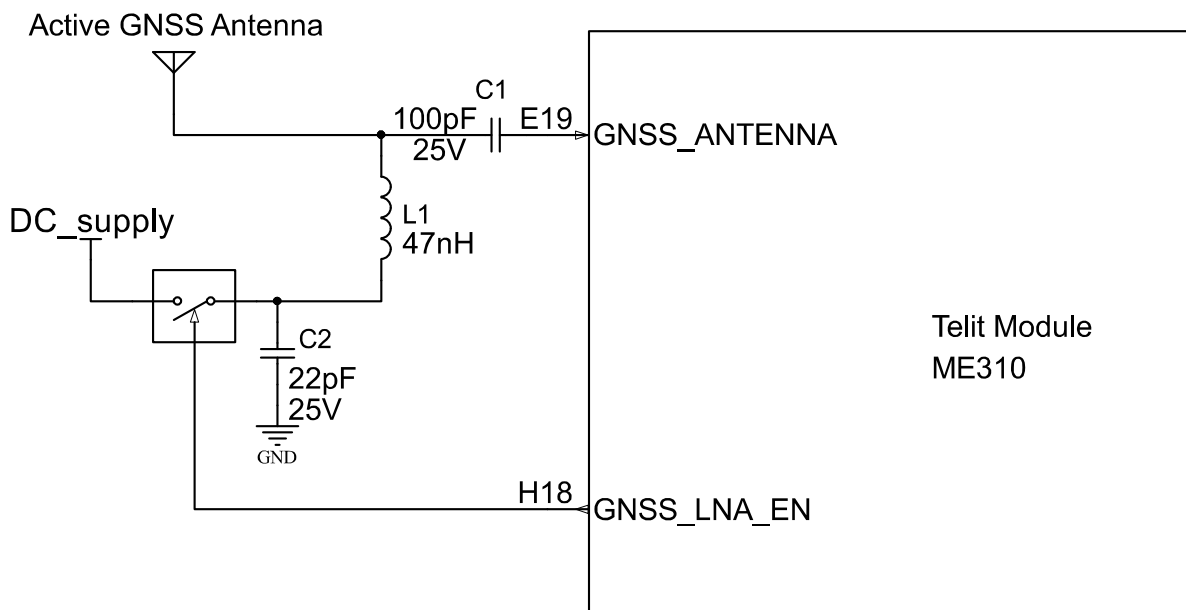 Active GNSS Antenna
C1
100pF
25V
E19
GNSS_ANTENNA
DC_supply
L1
47nH
C2
22pF
25V
GND
Telit Module
ME310
H18
GNSS_LNA_EN